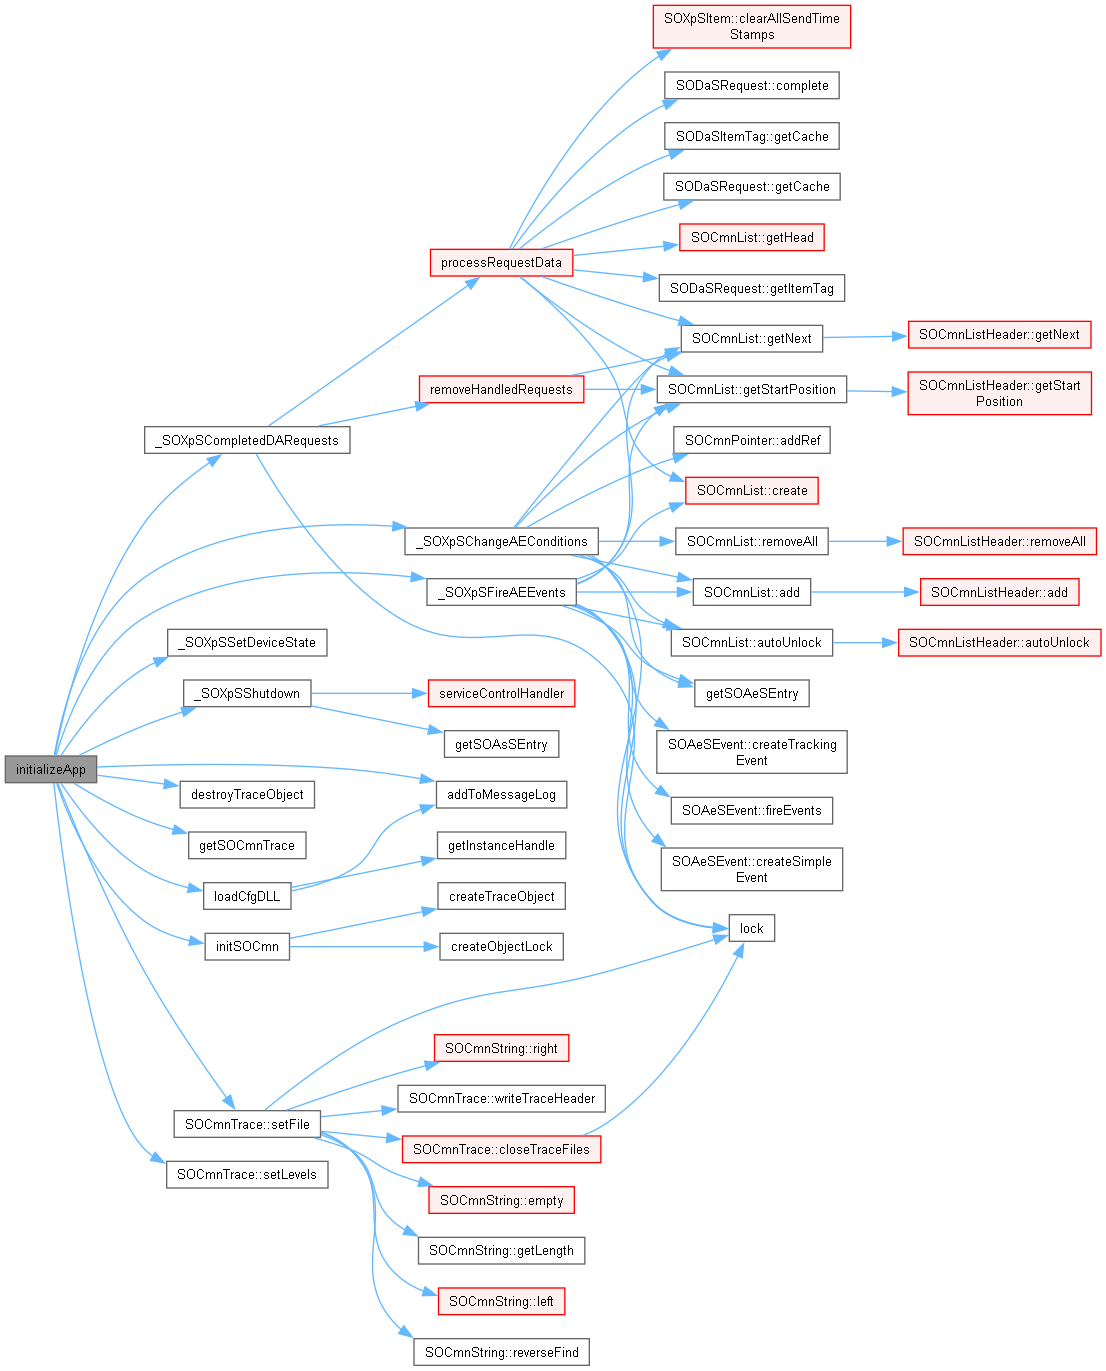 SOXpSItem::clearAllSendTime
Stamps
SODaSRequest::complete
SODaSItemTag::getCache
SODaSRequest::getCache
SOCmnList::getHead
processRequestData
SODaSRequest::getItemTag
SOCmnList::getNext
SOCmnListHeader::getNext
removeHandledRequests
SOCmnList::getStartPosition
SOCmnListHeader::getStart
Position
_SOXpSCompletedDARequests
SOCmnPointer::addRef
SOCmnList::create
_SOXpSChangeAEConditions
SOCmnList::removeAll
SOCmnListHeader::removeAll
_SOXpSFireAEEvents
SOCmnList::add
SOCmnListHeader::add
_SOXpSSetDeviceState
SOCmnList::autoUnlock
SOCmnListHeader::autoUnlock
_SOXpSShutdown
serviceControlHandler
getSOAeSEntry
getSOAsSEntry
SOAeSEvent::createTracking
Event
initializeApp
destroyTraceObject
addToMessageLog
SOAeSEvent::fireEvents
getSOCmnTrace
getInstanceHandle
SOAeSEvent::createSimple
Event
loadCfgDLL
createTraceObject
lock
initSOCmn
createObjectLock
SOCmnString::right
SOCmnTrace::writeTraceHeader
SOCmnTrace::setFile
SOCmnTrace::closeTraceFiles
SOCmnTrace::setLevels
SOCmnString::empty
SOCmnString::getLength
SOCmnString::left
SOCmnString::reverseFind